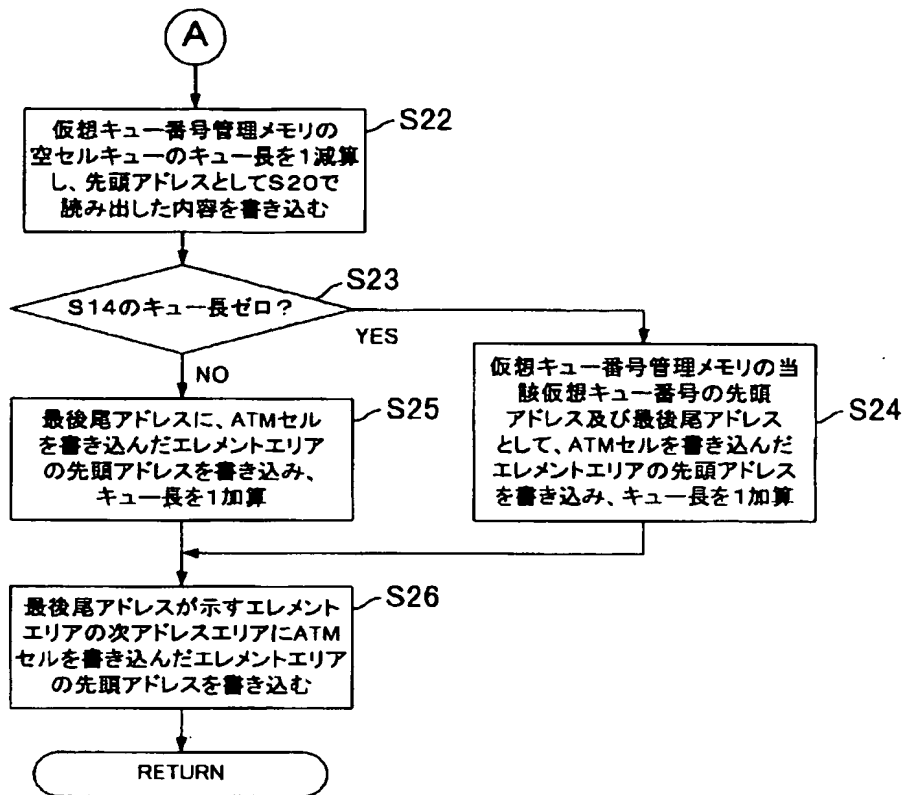 A
S22
仮想キュー番号管理メモリの
空セルキューのキュー長を1減算
し、先頭アドレスとしてS20で
読み出した内容を書き込む
S23
S14のキュー長ゼロ?
YES
NO
S25
最後尾アドレスに、ATMセル
を書き込んだエレメントエリア
の先頭アドレスを書き込み、
キュー長を1加算
S24
仮想キュー番号管理メモリの当
該仮想キュー番号の先頭
アドレス及び最後尾アドレス
として、ATMセルを書き込んだ
エレメントエリアの先頭アドレス
を書き込み、キュー長を1加算
S26
最後尾アドレスが示すエレメント
エリアの次アドレスエリアにATM
セルを書き込んだエレメントエリア
の先頭アドレスを書き込む
RETURN